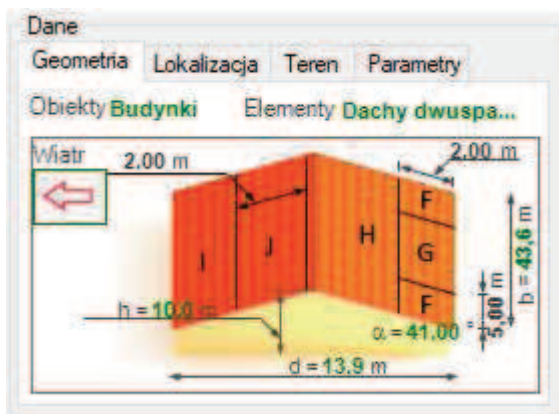 Dane
Geometria Lokalizacja Teren Parametry
Obiekty Budynki Elementy Dachy dwuspa...
Wiatr 2.00 m 2.00 m
F
I J H G
F
b = 43,6 m
5,00 m
h = 10.0 m
α = 41.00 °
d = 13.9 m